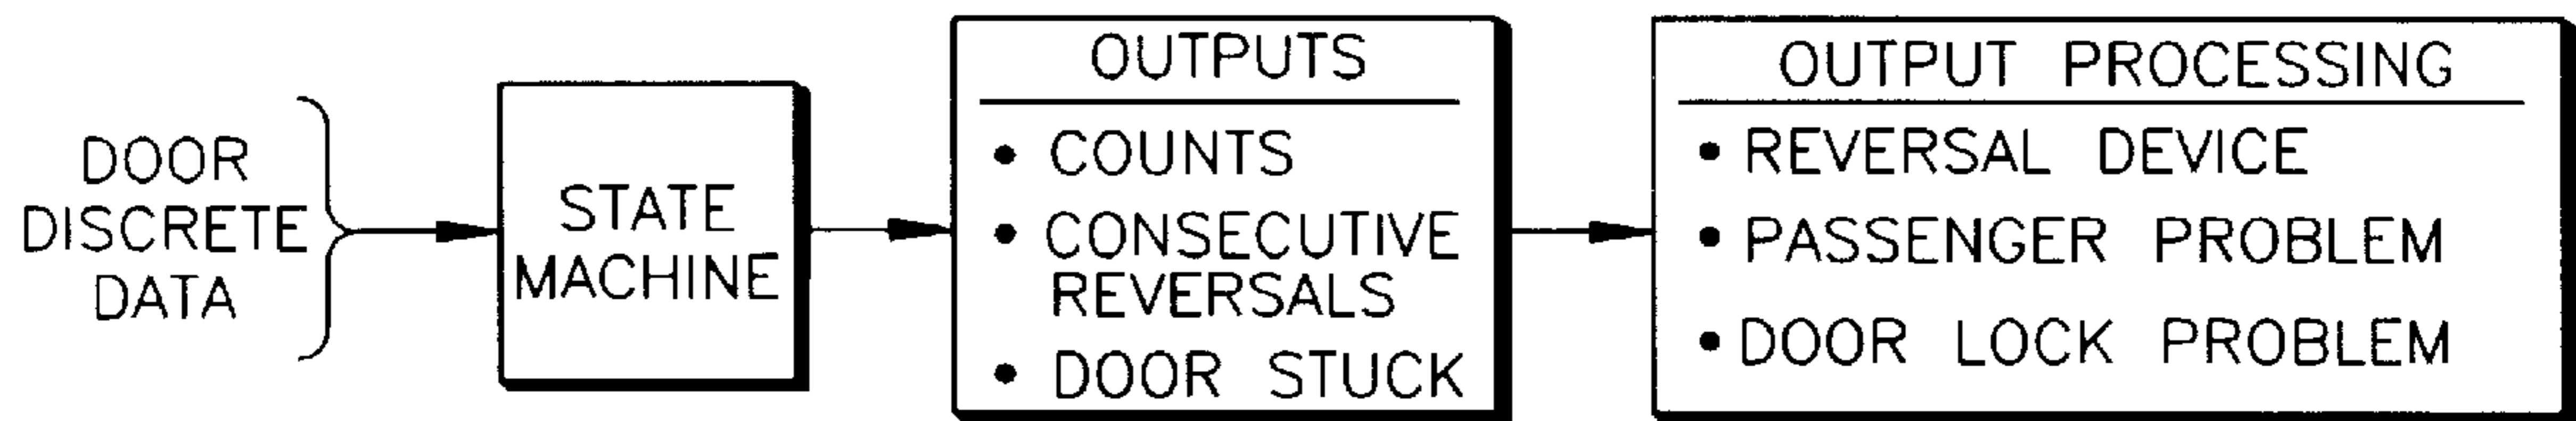 DOOR
DISCRETE
DATA
STATE
MACHINE
OUTPUTS
• COUNTS
• CONSECUTIVE
REVERSALS
• DOOR STUCK
OUTPUT PROCESSING
• REVERSAL DEVICE
• PASSENGER PROBLEM
• DOOR LOCK PROBLEM